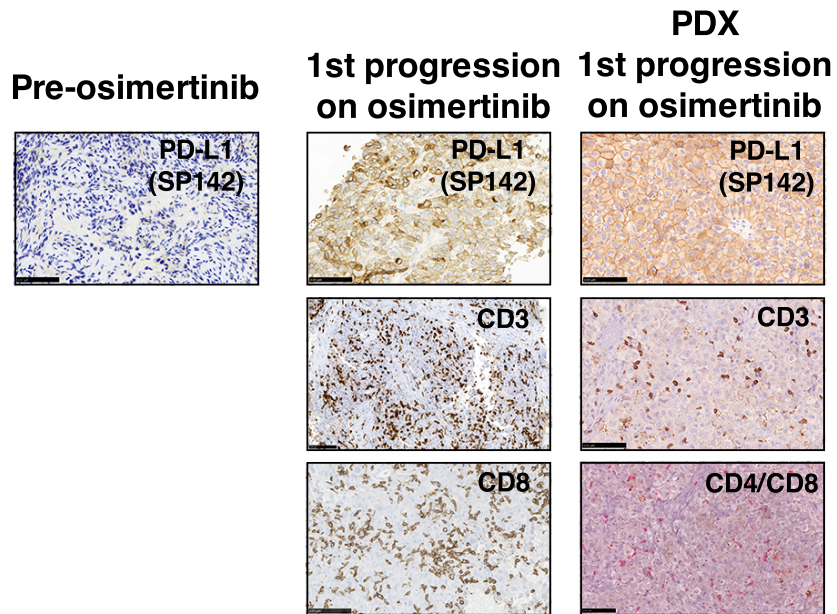 Pre-osimertinib
1st progression
on osimertinib
PDX
1st progression
on osimertinib
PD-L1
(SP142)
PD-L1
(SP142)
PD-L1
(SP142)
CD3
CD3
CD8
CD4/CD8